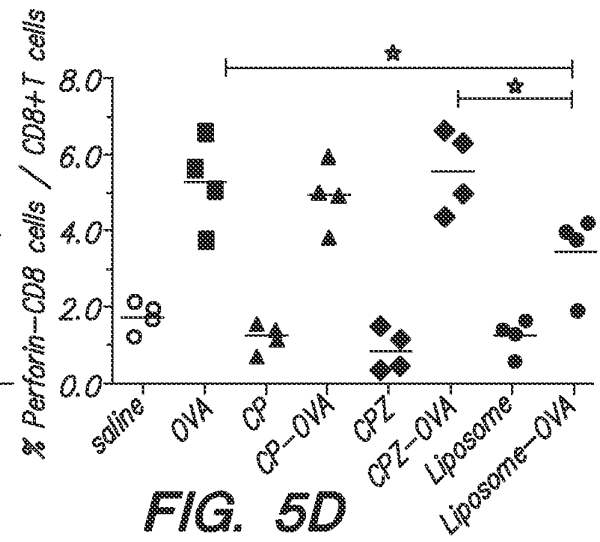 % Perforin–CD8 cells / CD8+T cells
☆
☆
8.0
6.0
4.0
2.0
0.0
saline
OVA
CP
CP–OVA
CPZ
CPZ–OVA
Liposome
Liposome–OVA
FIG. 5D